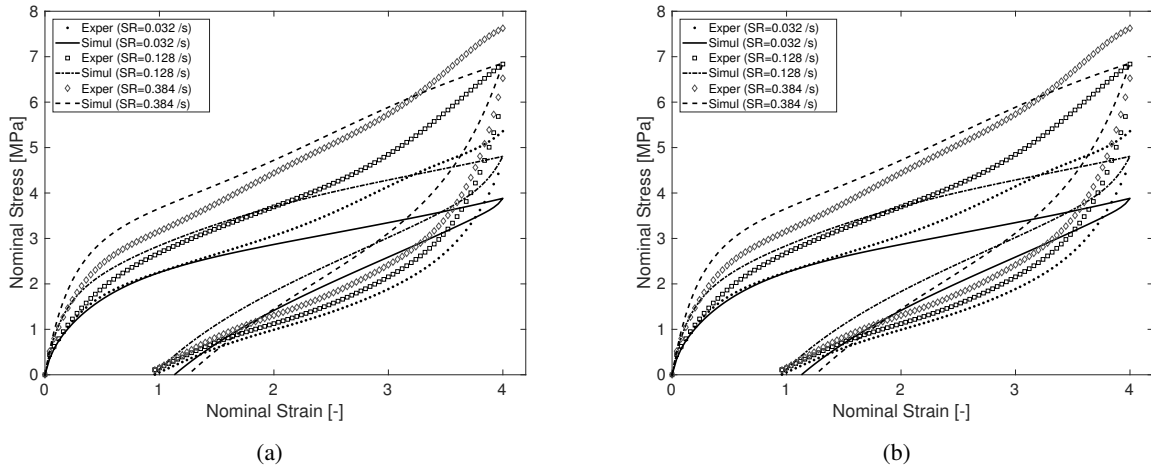 8
7
6
5
4
3
2
1
0
0
1
2
3
4
Nominal Stress [MPa]
Nominal Strain [-]
Exper (SR=0.032 /s)
Simul (SR=0.032 /s)
Exper (SR=0.128 /s)
Simul (SR=0.128 /s)
Exper (SR=0.384 /s)
Simul (SR=0.384 /s)
(a)
8
7
6
5
4
3
2
1
0
0
1
2
3
4
Nominal Stress [MPa]
Nominal Strain [-]
Exper (SR=0.032 /s)
Simul (SR=0.032 /s)
Exper (SR=0.128 /s)
Simul (SR=0.128 /s)
Exper (SR=0.384 /s)
Simul (SR=0.384 /s)
(b)